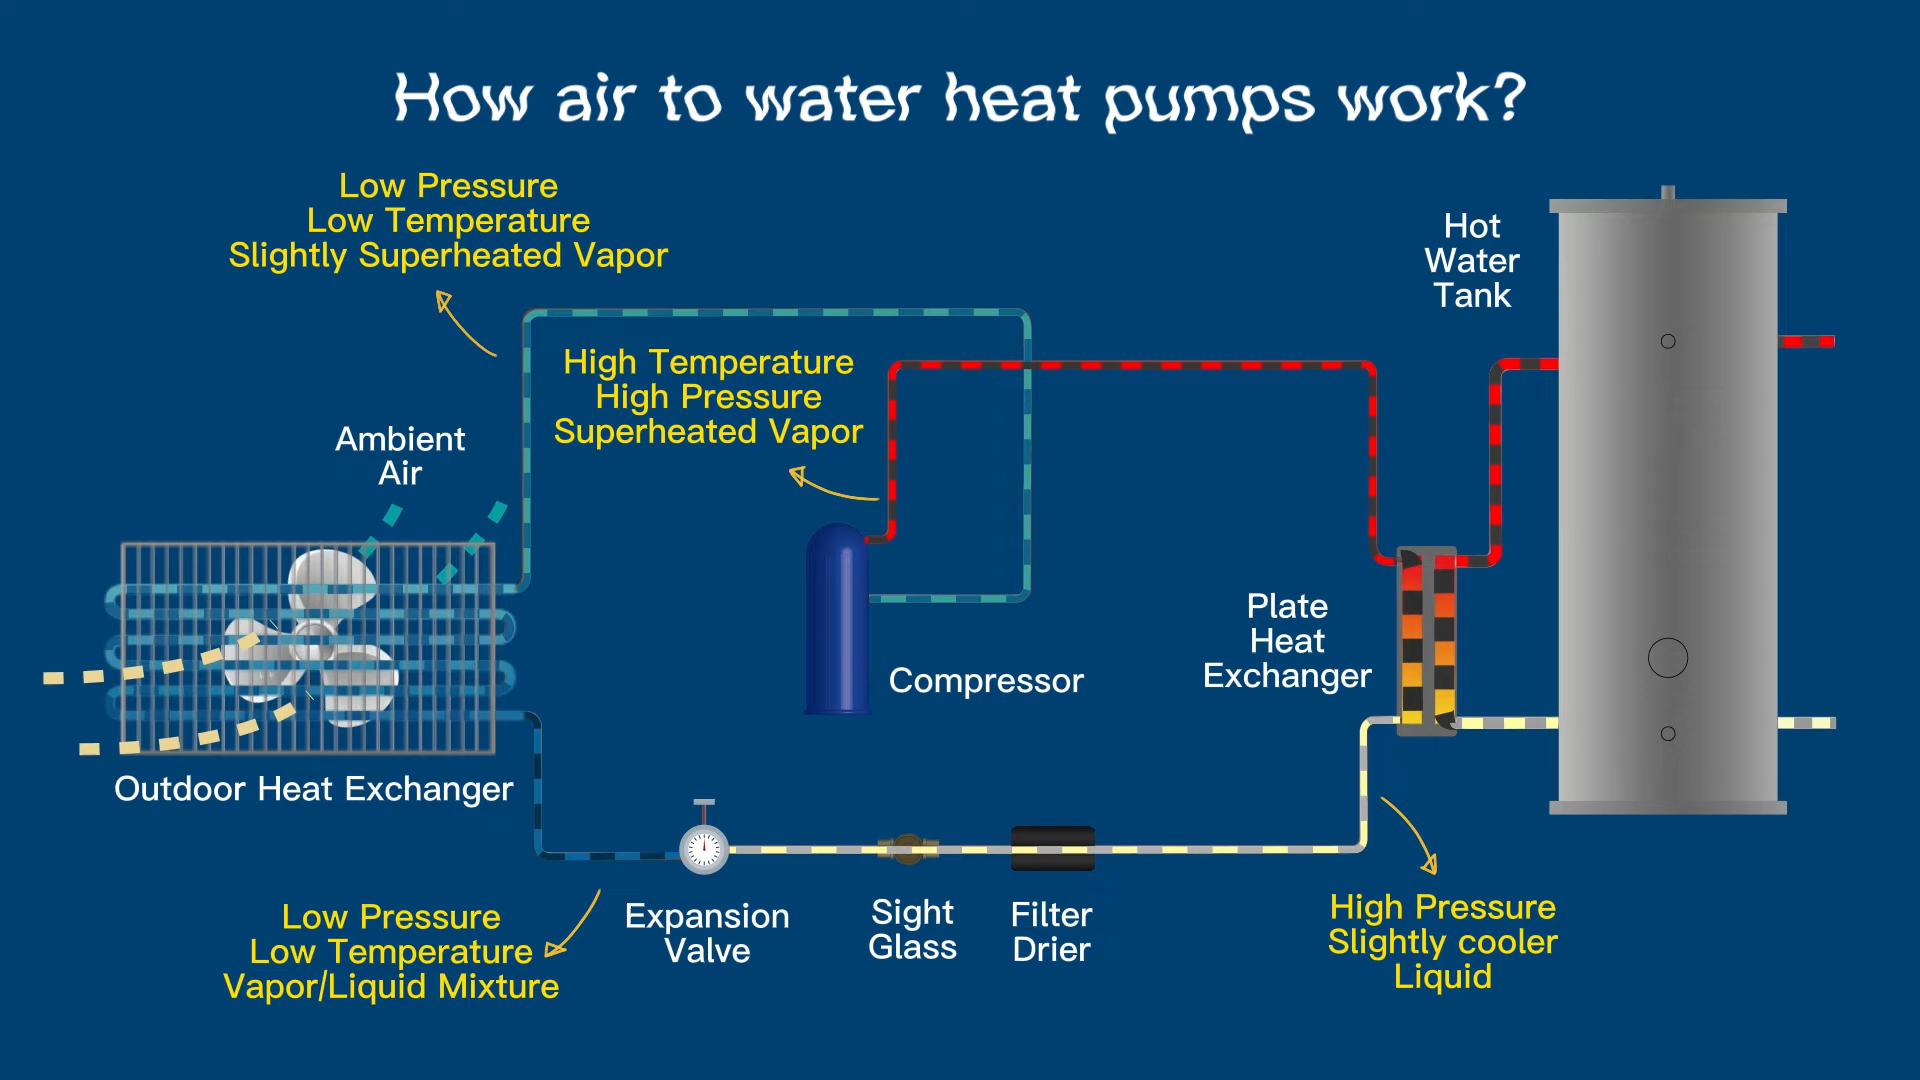 How air to water heat pumps work?
Low Pressure
Low Temperature
Slightly Superheated Vapor
Hot
Water
Tank
High Temperature
High Pressure
Superheated Vapor
Ambient
Air
Plate
Heat
Exchanger
Compressor
Outdoor Heat Exchanger
Low Pressure
Low Temperature
Vapor/Liquid Mixture
Expansion
Valve
Sight
Glass
Filter
Drier
High Pressure
Slightly cooler
Liquid